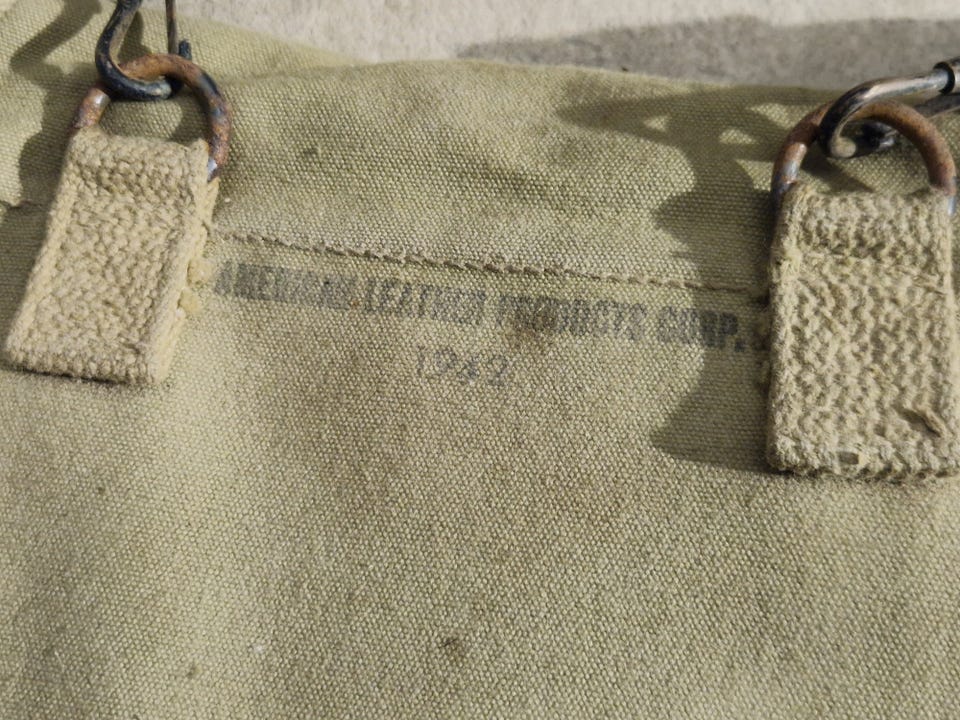 AMERICAN LEATHER PRODUCTS CORP.
1942